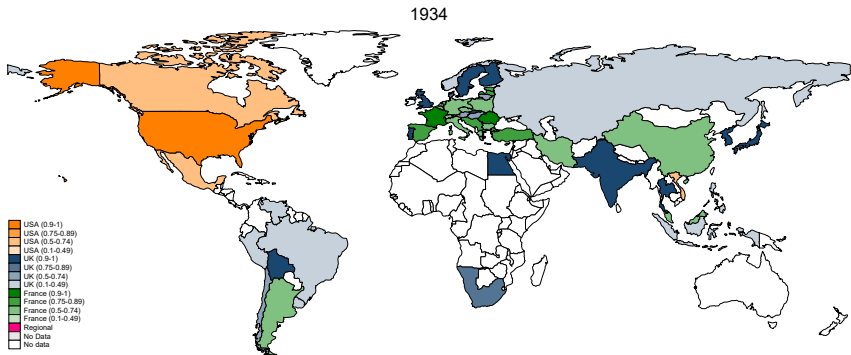 1934
USA (0.9-1)
USA (0.75-0.89)
USA (0.5-0.74)
USA (0.1-0.49)
UK (0.9-1)
UK (0.75-0.89)
UK (0.5-0.74)
UK (0.1-0.49)
France (0.9-1)
France (0.75-0.89)
France (0.5-0.74)
France (0.1-0.49)
Regional
No Data
No data